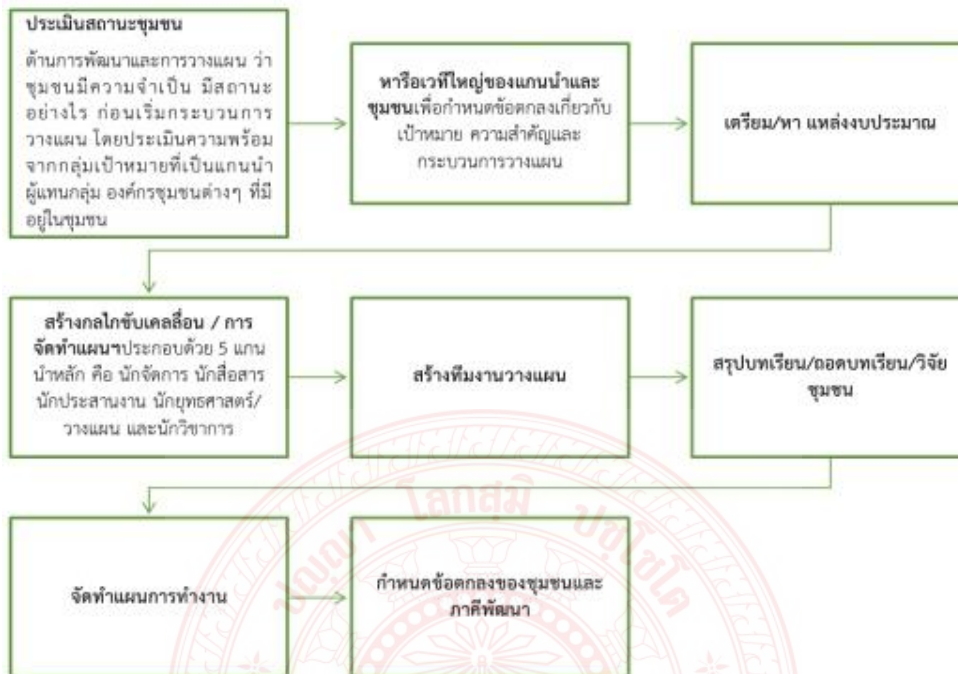 ประเมินสถานะชุมชน
ด้านการพัฒนาและการวางแผน ว่า
ชุมชนมีความจำเป็น มีสถานะ
อย่างไร ก่อนเริ่มกระบวนการ
วางแผน โดยประเมินความพร้อม
จากกลุ่มเป้าหมายที่เป็นแกนนำ
ผู้แทนกลุ่ม องค์กรชุมชนต่างๆ ที่มี
อยู่ในชุมชน
หารือเวทีใหญ่ของแกนนำและ
ชุมชนเพื่อกำหนดข้อตกลงเกี่ยวกับ
เป้าหมาย ความสำคัญและ
กระบวนการวางแผน
เตรียม/หา แหล่งงบประมาณ
สร้างกลไกขับเคลลื่อน / การ
จัดทำแผนฯประกอบด้วย 5 แกน
นำหลัก คือ นักจัดการ นักสื่อสาร
นักประสานงาน นักยุทธศาสตร์/
วางแผน และนักวิชาการ
สร้างทีมงานวางแผน
สรุปบทเรียน/ถอดบทเรียน/วิจัย
ชุมชน
จัดทำแผนการทำงาน
กำหนดข้อตกลงของชุมชนและ
ภาคีพัฒนา
ปญฺญา โลกสฺมิ ปชฺโชโต